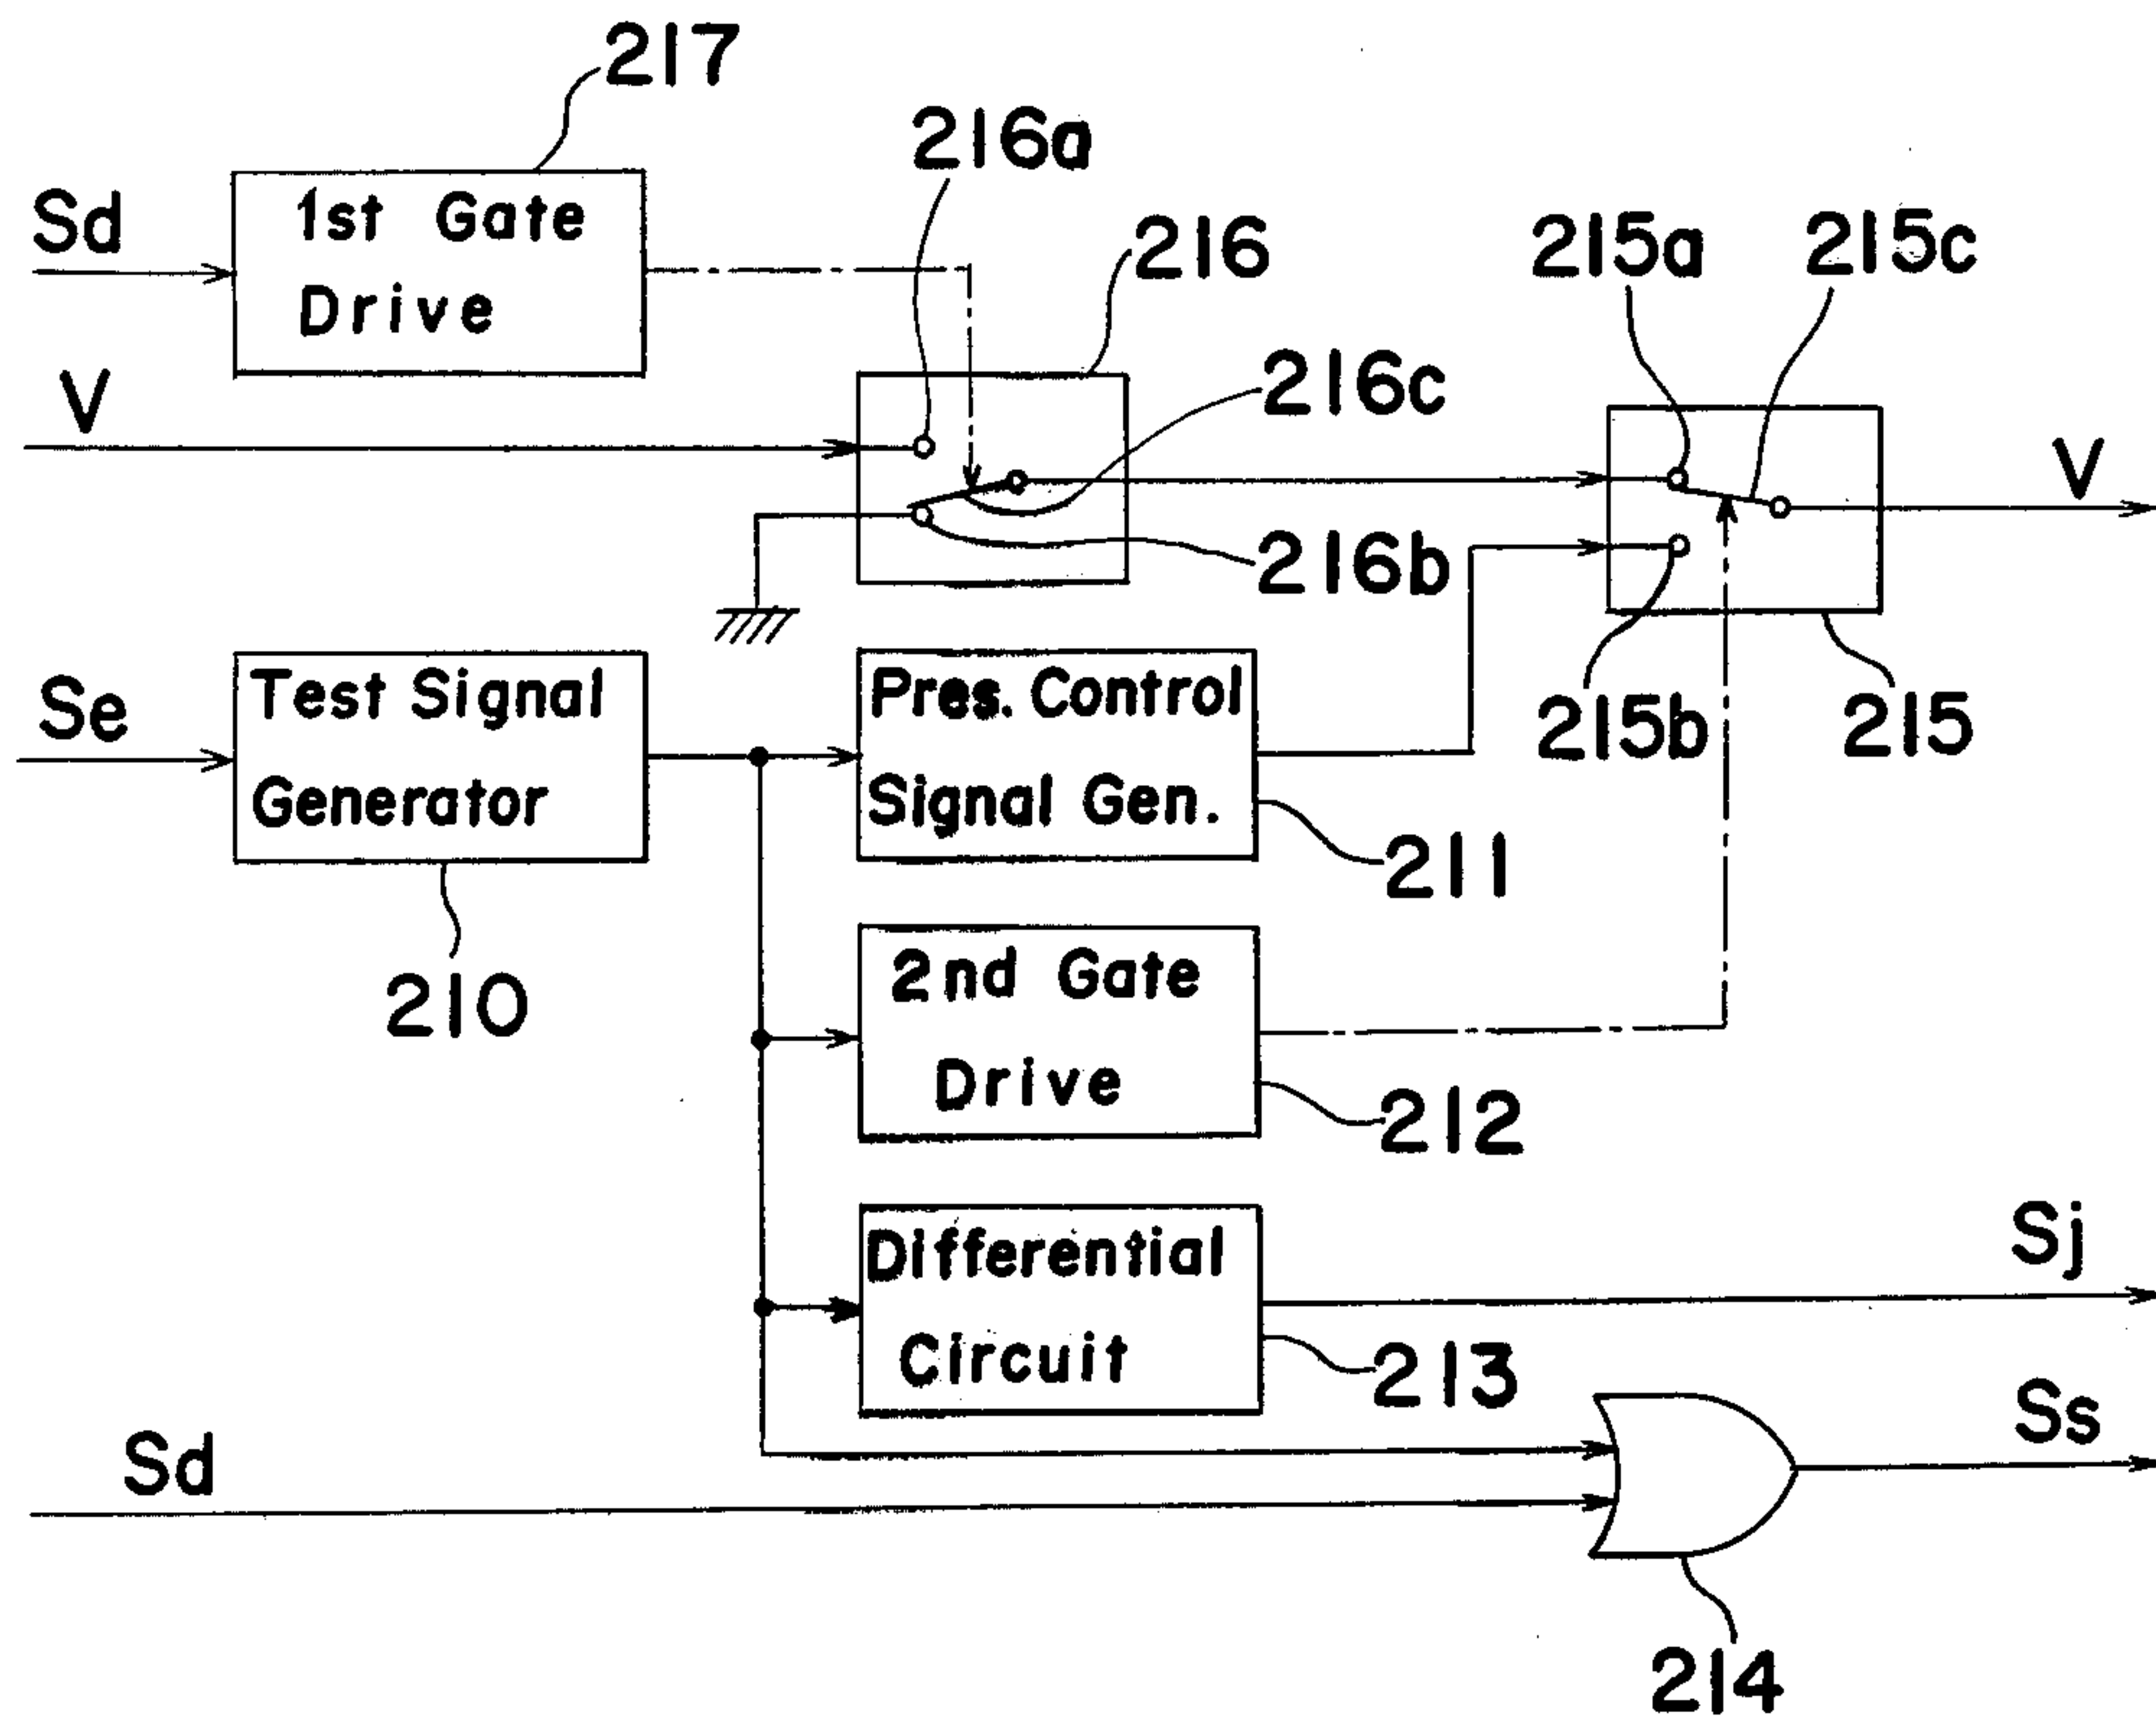 217
216a
Sd
1st Gate
Drive
216
215a
215c
V
216c
V
216b
Se
Test Signal
Generator
Pres. Control
Signal Gen.
215b
215
211
210
2nd Gate
Drive
212
Differential
Circuit
Sj
213
Ss
Sd
214